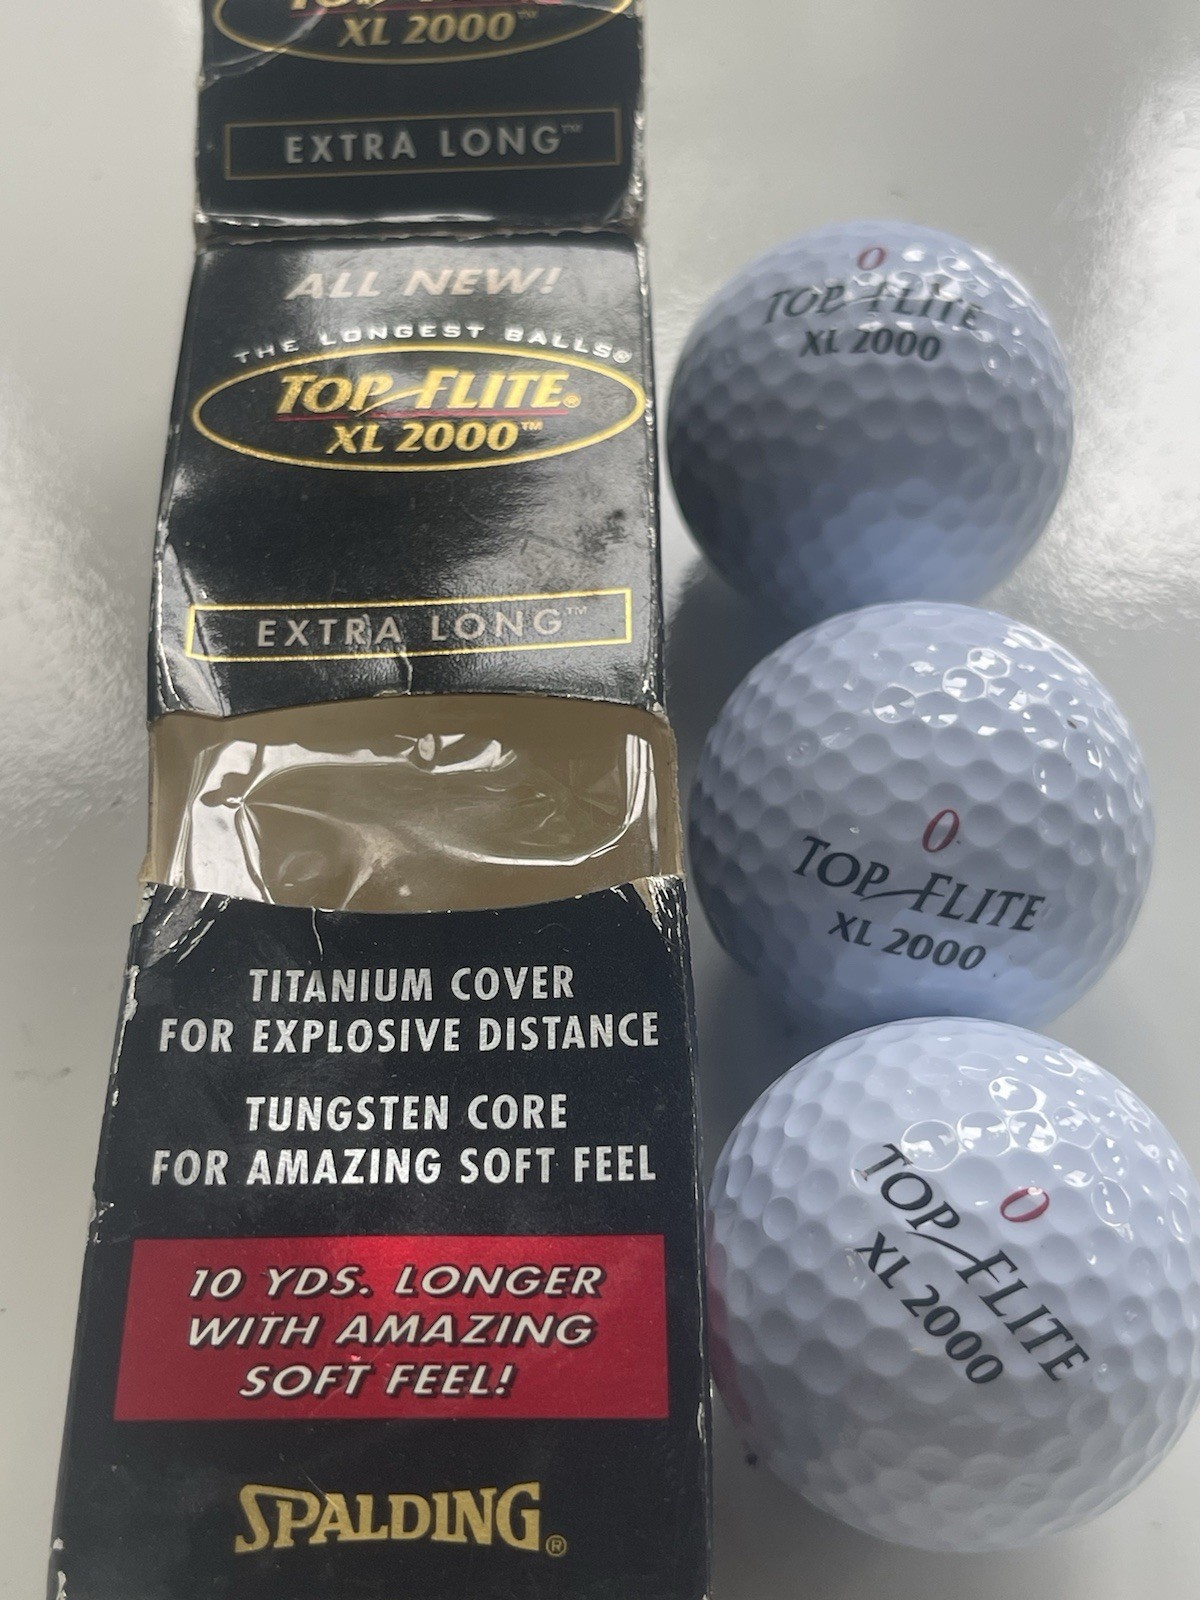 XL 2000™
EXTRA LONG™
ALL NEW!
THE LONGEST BALLS®
TOP-FLITE®
XL 2000™
EXTRA LONG™
TITANIUM COVER
FOR EXPLOSIVE DISTANCE
TUNGSTEN CORE
FOR AMAZING SOFT FEEL
10 YDS. LONGER
WITH AMAZING
SOFT FEEL!
SPALDING®
0
TOP-FLITE
XL 2000
0
TOP-FLITE
XL 2000
0
TOP-FLITE
XL 2000